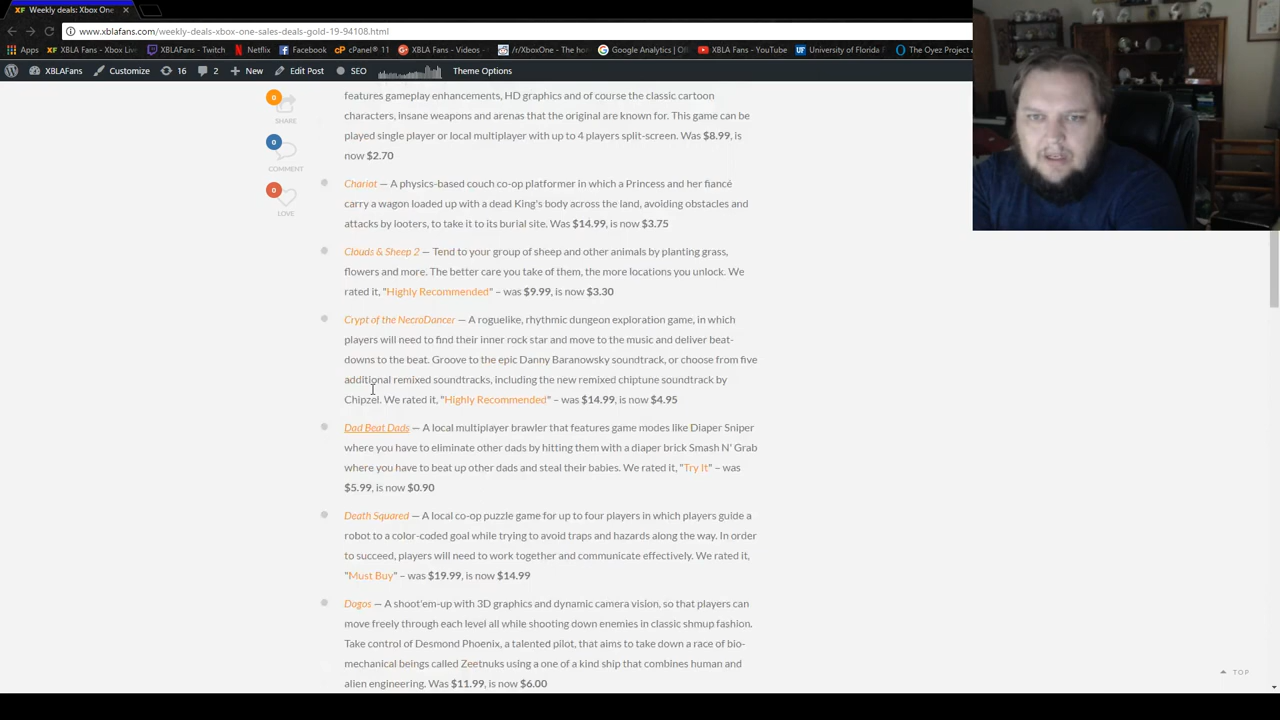 XF Weekly deals: Xbox One ×
www.xblafans.com/weekly-deals-xbox-one-sales-deals-gold-19-94108.html
Apps XF XBLA Fans - Xbox Liv XBLAFans - Twitch N Netflix Facebook cP cPanel® 11 G+ XBLA Fans - Videos - /r/XboxOne - The ho Google Analytics | Offi XBLA Fans - YouTube University of Florida The Oyez Project a
XBLAFans Customize 16 2 New Edit Post SEO Theme Options
features gameplay enhancements, HD graphics and of course the classic cartoon
characters, insane weapons and arenas that the original are known for. This game can be
played single player or local multiplayer with up to 4 players split-screen. Was $8.99, is
now $2.70
0
SHARE
0
COMMENT
0
LOVE
Chariot — A physics-based couch co-op platformer in which a Princess and her fiancé
carry a wagon loaded up with a dead King's body across the land, avoiding obstacles and
attacks by looters, to take it to its burial site. Was $14.99, is now $3.75
Clouds & Sheep 2 — Tend to your group of sheep and other animals by planting grass,
flowers and more. The better care you take of them, the more locations you unlock. We
rated it, "Highly Recommended" – was $9.99, is now $3.30
Crypt of the NecroDancer — A roguelike, rhythmic dungeon exploration game, in which
players will need to find their inner rock star and move to the music and deliver beat-
downs to the beat. Groove to the epic Danny Baranowsky soundtrack, or choose from five
additional remixed soundtracks, including the new remixed chiptune soundtrack by
Chipzel. We rated it, "Highly Recommended" – was $14.99, is now $4.95
Dad Beat Dads — A local multiplayer brawler that features game modes like Diaper Sniper
where you have to eliminate other dads by hitting them with a diaper brick Smash N' Grab
where you have to beat up other dads and steal their babies. We rated it, "Try It" – was
$5.99, is now $0.90
Death Squared — A local co-op puzzle game for up to four players in which players guide a
robot to a color-coded goal while trying to avoid traps and hazards along the way. In order
to succeed, players will need to work together and communicate effectively. We rated it,
"Must Buy" – was $19.99, is now $14.99
Dogos — A shoot'em-up with 3D graphics and dynamic camera vision, so that players can
move freely through each level all while shooting down enemies in classic shmup fashion.
Take control of Desmond Phoenix, a talented pilot, that aims to take down a race of bio-
mechanical beings called Zeetnuks using a one of a kind ship that combines human and
alien engineering. Was $11.99, is now $6.00
TOP